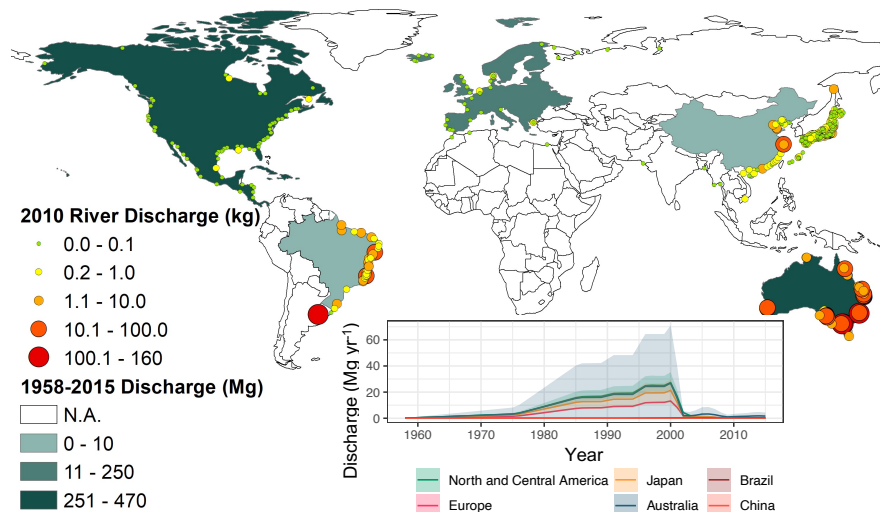 2010 River Discharge (kg)
0.0 - 0.1
0.2 - 1.0
1.1 - 10.0
10.1 - 100.0
100.1 - 160
1958-2015 Discharge (Mg)
N.A.
0 - 10
11 - 250
251 - 470
Discharge (Mg yr⁻¹)
60
40
20
0
1960 1970 1980 1990 2000 2010
Year
North and Central America Japan Brazil
Europe Australia China